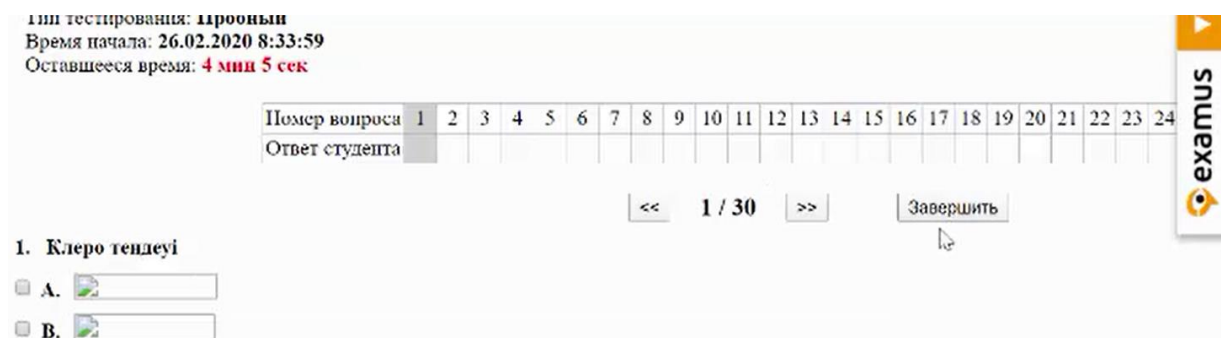 Тип тестирования: Пробный
Время начала: 26.02.2020 8:33:59
Оставшееся время: 4 мин 5 сек
Номер вопроса 1 2 3 4 5 6 7 8 9 10 11 12 13 14 15 16 17 18 19 20 21 22 23 24
Ответ студента
<< 1 / 30 >> Завершить
examus
1. Клеро теңдеуі
A.
B.